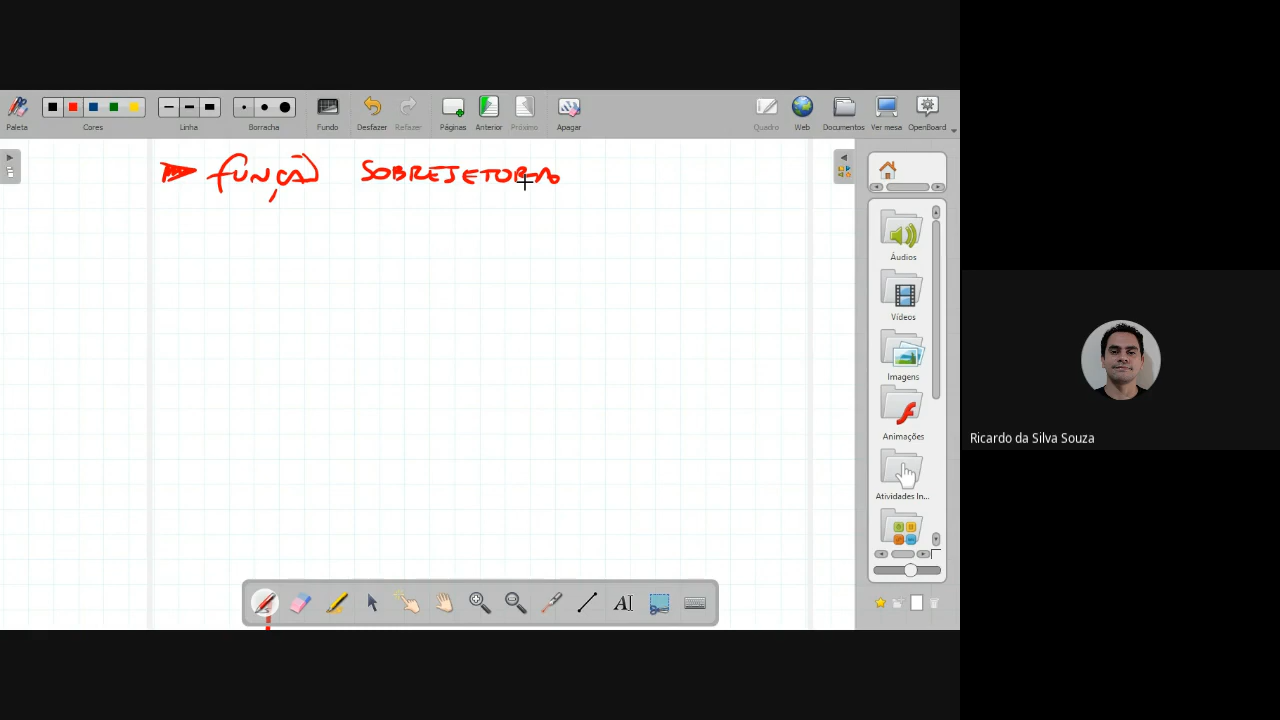 Paleta Cores Linha Borracha Fundo Desfazer Refazer Páginas Anterior Próximo Apagar Quadro Web Documentos Ver mesa OpenBoard
FUNÇÃO SOBREJETORA
Áudios
Vídeos
Imagens
Animações
Atividades In...
AI
Ricardo da Silva Souza